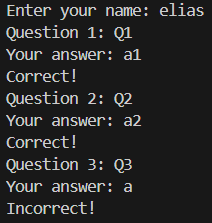 Enter your name: elias
Question 1: Q1
Your answer: a1
Correct!
Question 2: Q2
Your answer: a2
Correct!
Question 3: Q3
Your answer: a
Incorrect!